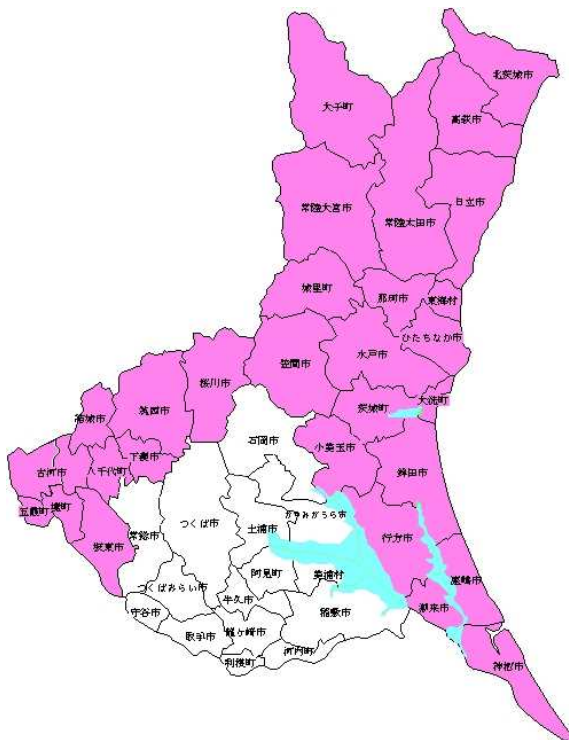 北茨城市
大子町
高萩市
日立市
常陸大宮市
常陸太田市
城里町
那珂市
東海村
ひたちなか市
水戸市
笠間市
桜川市
大洗町
茨城町
筑西市
結城市
石岡市
小美玉市
下妻市
鉾田市
古河市
八千代町
五霞町
境町
つくば市
かすみがうら市
土浦市
常総市
行方市
坂東市
阿見町
美浦村
鹿嶋市
つくばみらい市
牛久市
稲敷市
潮来市
守谷市
取手市
龍ヶ崎市
河内町
利根町
神栖市